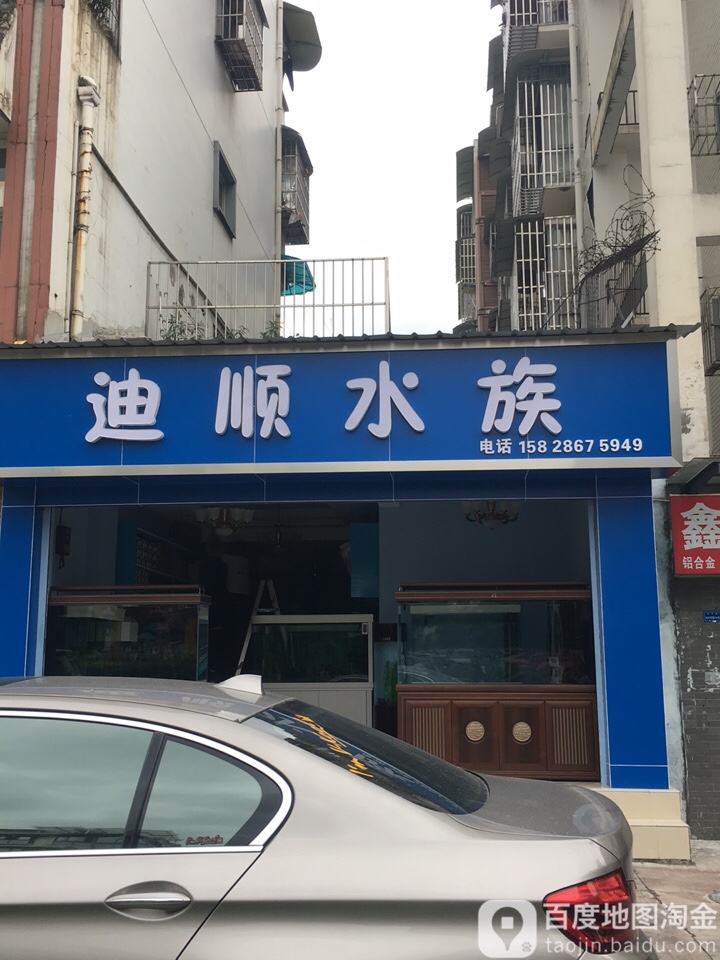 迪顺水族
电话 158 2867 5949
鑫
铝合金
百度地图淘金
taojin.baidu.com